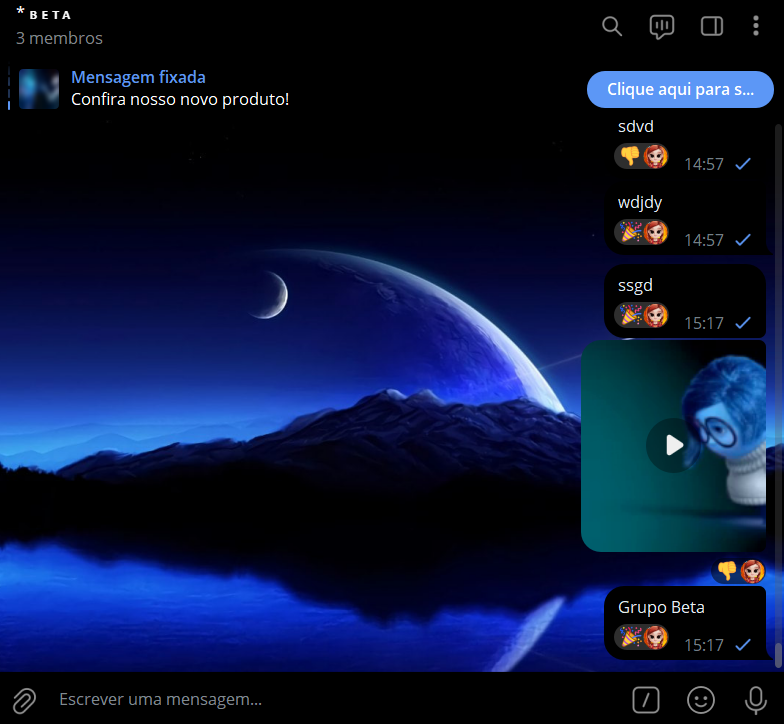 * BETA
3 membros
Mensagem fixada
Confira nosso novo produto!
Clique aqui para s...
sdvd
14:57
wdjdy
14:57
ssgd
15:17
Grupo Beta
15:17
Escrever uma mensagem...